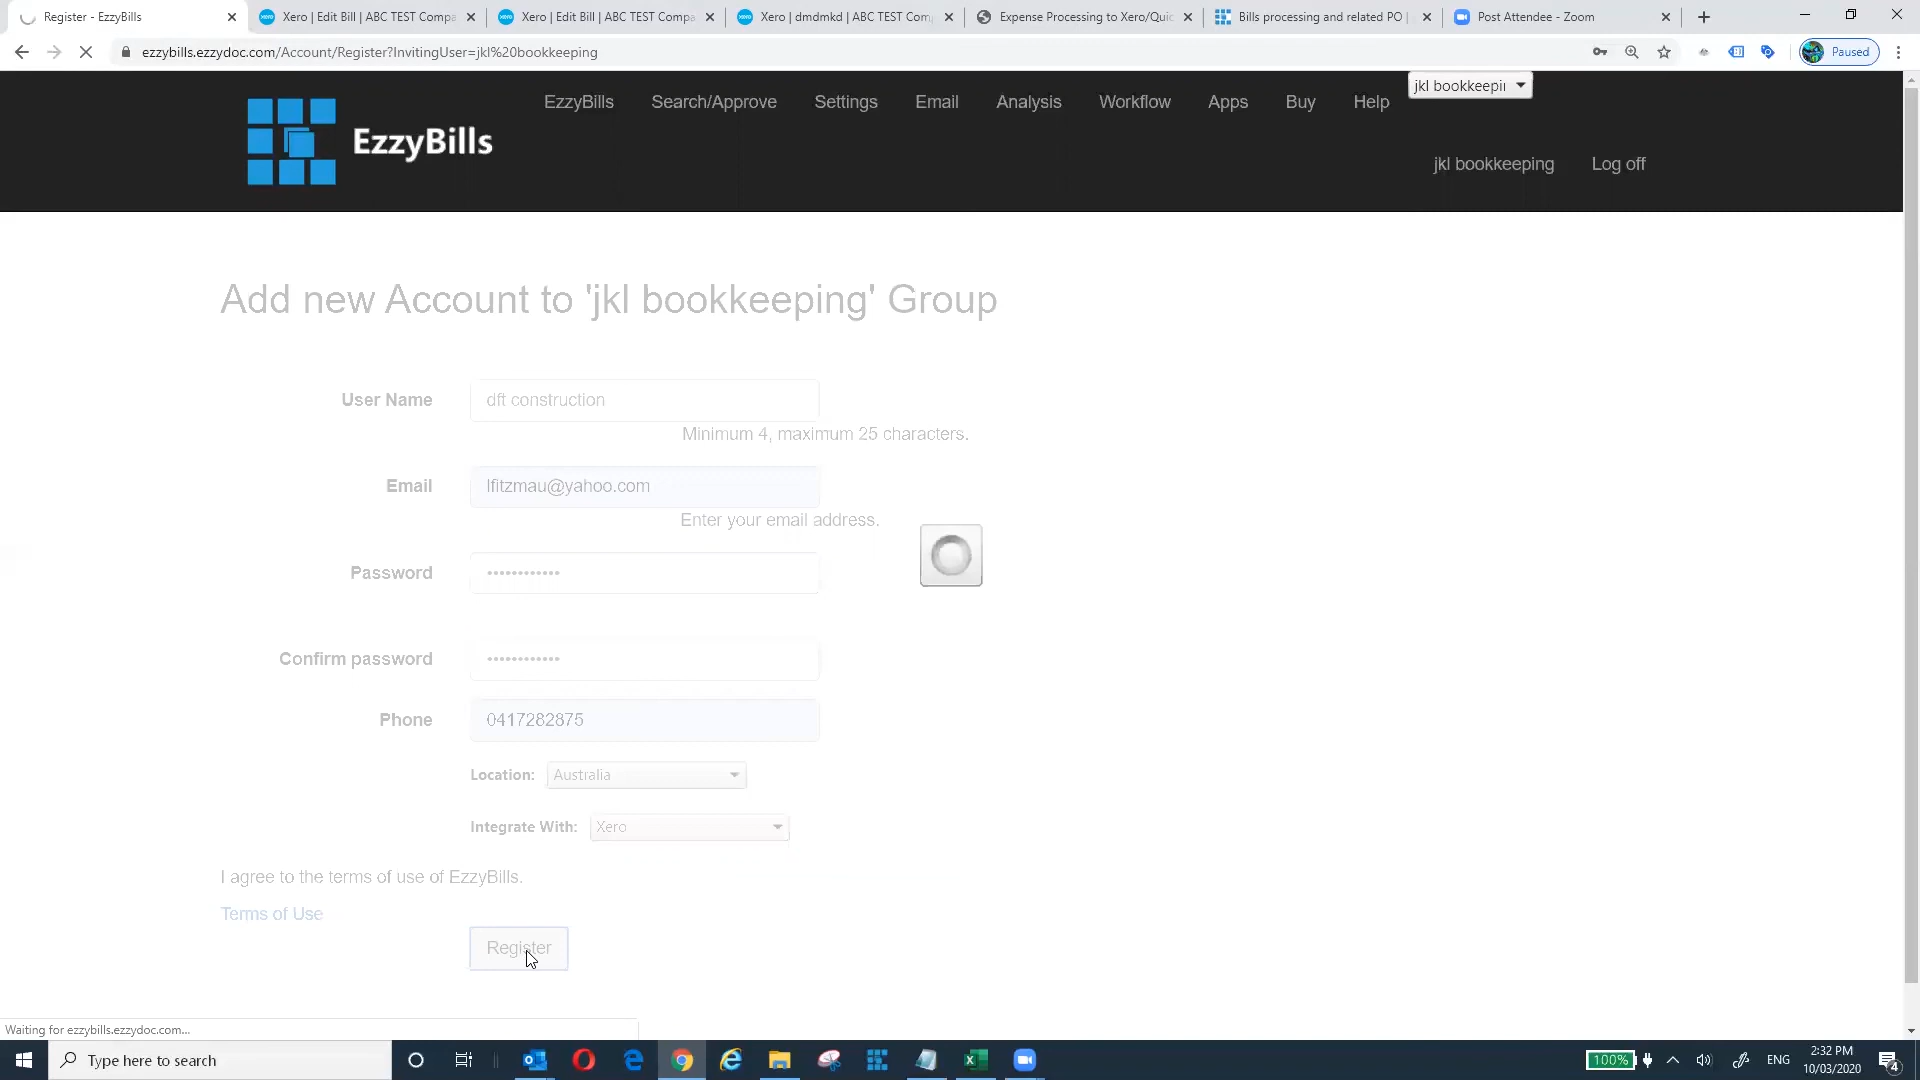 Register - EzzyBills
Xero | Edit Bill | ABC TEST Compa
Xero | Edit Bill | ABC TEST Compa
Xero | dmdmkd | ABC TEST Com
Expense Processing to Xero/Quic
Bills processing and related PO |
Post Attendee - Zoom
ezzybills.ezzydoc.com/Account/Register?InvitingUser=jkl%20bookkeeping
Paused
EzzyBills
EzzyBills
Search/Approve
Settings
Email
Analysis
Workflow
Apps
Buy
Help
jkl bookkeepii
jkl bookkeeping
Log off
Add new Account to 'jkl bookkeeping' Group
User Name
dft construction
Minimum 4, maximum 25 characters.
Email
lfitzmau@yahoo.com
Enter your email address.
Password
••••••••••••
Confirm password
••••••••••••
Phone
0417282875
Location:
Australia
Integrate With:
Xero
I agree to the terms of use of EzzyBills.
Terms of Use
Register
Waiting for ezzybills.ezzydoc.com...
Type here to search
100%
ENG
2:32 PM
10/03/2020
4